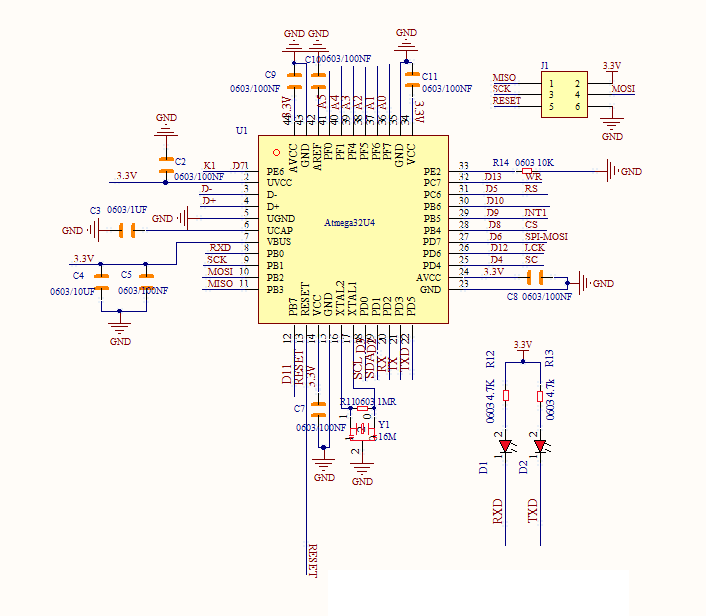 GND GND
GND
C9
C10
0603/100NF
C11
0603/100NF
0603/100NF
3.3V
A5
A4
A3
A2
A1
A0
3.3V
44 43 42 41 40 39 38 37 36 35 34
U1
AVCC GND AREF PF0 PF1 PF4 PF5 PF6 PF7 GND VCC
Atmega32U4
GND
C2
0603/100NF
3.3V
K1 D7 1 PE6
2 UVCC
D- 3 D-
D+ 4 D+
GND 5 UGND
6 UCAP
7 VBUS
RXD 8 PB0
SCK 9 PB1
MOSI 10 PB2
MISO 11 PB3
C3 0603/1UF
GND
3.3V
C4
0603/10UF
C5
0603/100NF
GND
PE2 33
PC7 32 D13 WR
PC6 31 D5 RS
PB6 30 D10
PB5 29 D9 INT1
PB4 28 D8 CS
PD7 27 D6 SPI-MOSI
PD6 26 D12 LCK
PD4 25 D4 SC
AVCC 24 3.3V
GND 23
R14 0603 10K
GND
C8 0603/100NF
GND
PB7 RESET VCC GND XTAL2 XTAL1 PD0 PD1 PD2 PD3 PD5
12 13 14 15 16 17 18 19 20 21 22
D11
RESET
3.3V
SCL
SDA
RX
TX
TXD
C7
0603/100NF
GND
R11 0603 1MR
Y1
16M
1
2
GND
RESET
J1
MISO 1 2 3.3V
SCK 3 4 MOSI
RESET 5 6
GND
3.3V
R12
R13
0603 4.7K
0603 4.7k
2
2
D1
1
D2
1
RXD
TXD